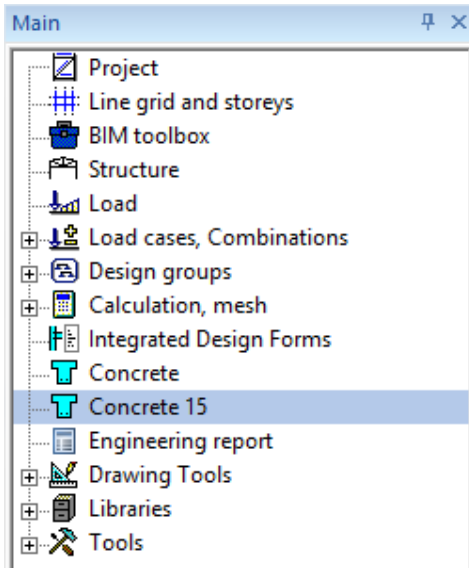 Main
Project
Line grid and storeys
BIM toolbox
Structure
Load
Load cases, Combinations
Design groups
Calculation, mesh
Integrated Design Forms
Concrete
Concrete 15
Engineering report
Drawing Tools
Libraries
Tools